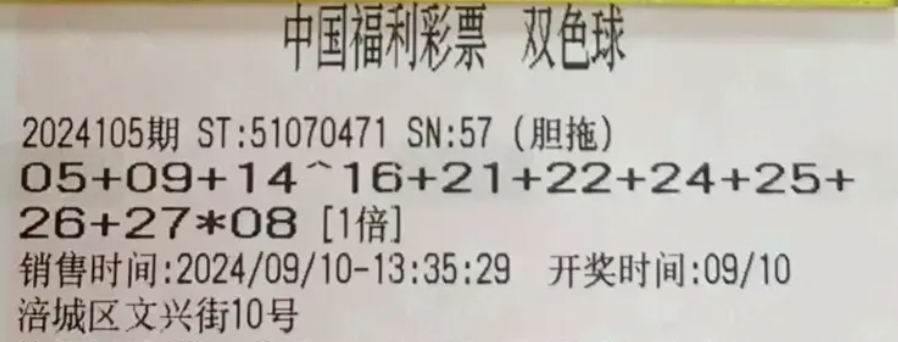 中国福利彩票 双色球
2024105期 ST:51070471 SN:57 (胆拖)
05+09+14^16+21+22+24+25+
26+27*08 [1倍]
销售时间:2024/09/10-13:35:29 开奖时间:09/10
涪城区文兴街10号